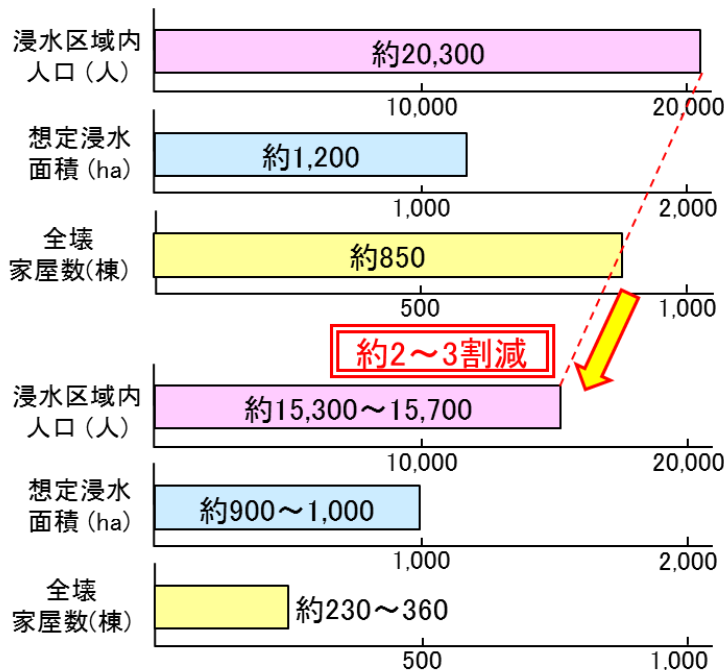 浸水区域内
人口（人）
約20,300
10,000
20,000
想定浸水
面積（ha）
約1,200
1,000
2,000
全壊
家屋数(棟)
約850
500
1,000
約2～3割減
浸水区域内
人口（人）
約15,300～15,700
10,000
20,000
想定浸水
面積（ha）
約900～1,000
1,000
2,000
全壊
家屋数(棟)
約230～360
500
1,000